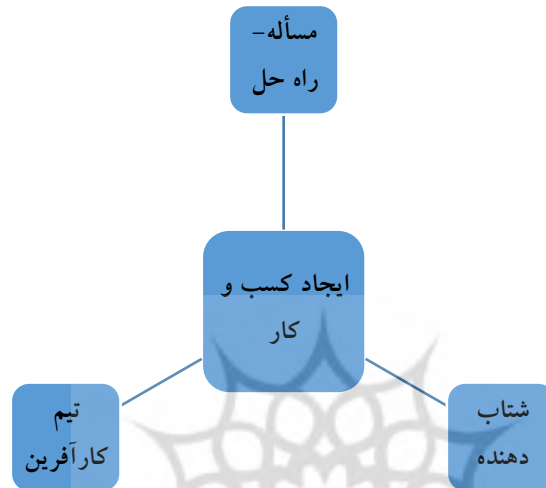 مسأله-
راه حل
ایجاد کسب و
کار
شتاب
دهنده
تیم
کارآفرین